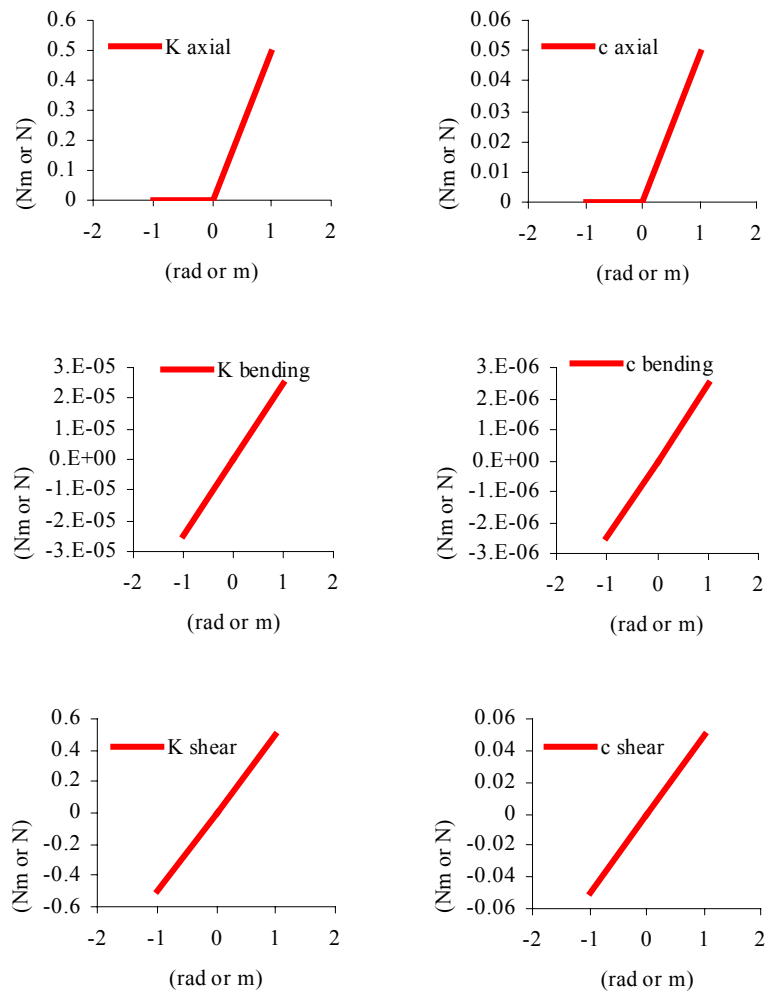 0.6
K axial
0.5
0.4
0.3
0.2
0.1
0
(Nm or N)
-2 -1 0 1 2
(rad or m)
0.06
c axial
0.05
0.04
0.03
0.02
0.01
0
(Nm or N)
-2 -1 0 1 2
(rad or m)
3.E-05
K bending
2.E-05
1.E-05
0.E+00
-1.E-05
-2.E-05
-3.E-05
(Nm or N)
-2 -1 0 1 2
(rad or m)
3.E-06
c bending
2.E-06
1.E-06
0.E+00
-1.E-06
-2.E-06
-3.E-06
(Nm or N)
-2 -1 0 1 2
(rad or m)
0.6
K shear
0.4
0.2
0
-0.2
-0.4
-0.6
(Nm or N)
-2 -1 0 1 2
(rad or m)
0.06
c shear
0.04
0.02
0
-0.02
-0.04
-0.06
(Nm or N)
-2 -1 0 1 2
(rad or m)